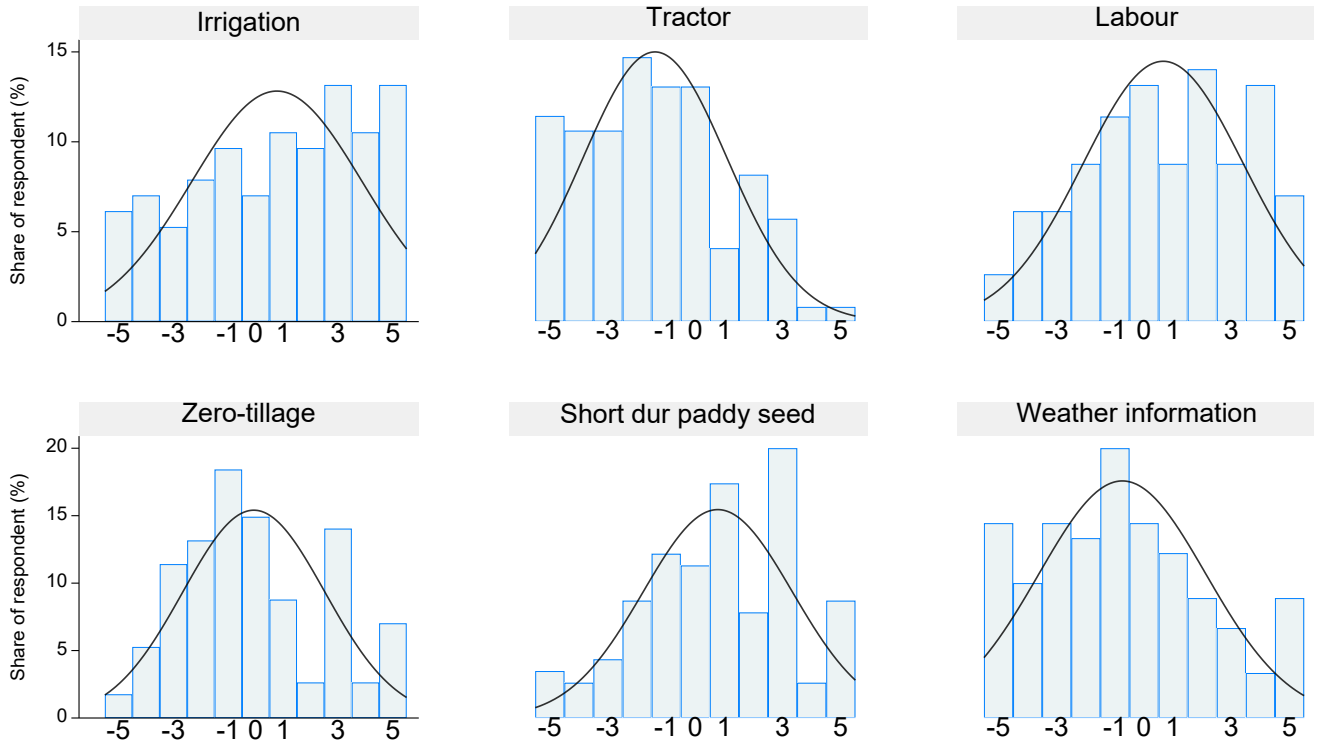 Irrigation
Tractor
Labour
Share of respondent (%)
15
10
5
0
-5 -3 -1 0 1 3 5
-5 -3 -1 0 1 3 5
-5 -3 -1 0 1 3 5
Zero-tillage
Short dur paddy seed
Weather information
Share of respondent (%)
20
15
10
5
0
-5 -3 -1 0 1 3 5
-5 -3 -1 0 1 3 5
-5 -3 -1 0 1 3 5